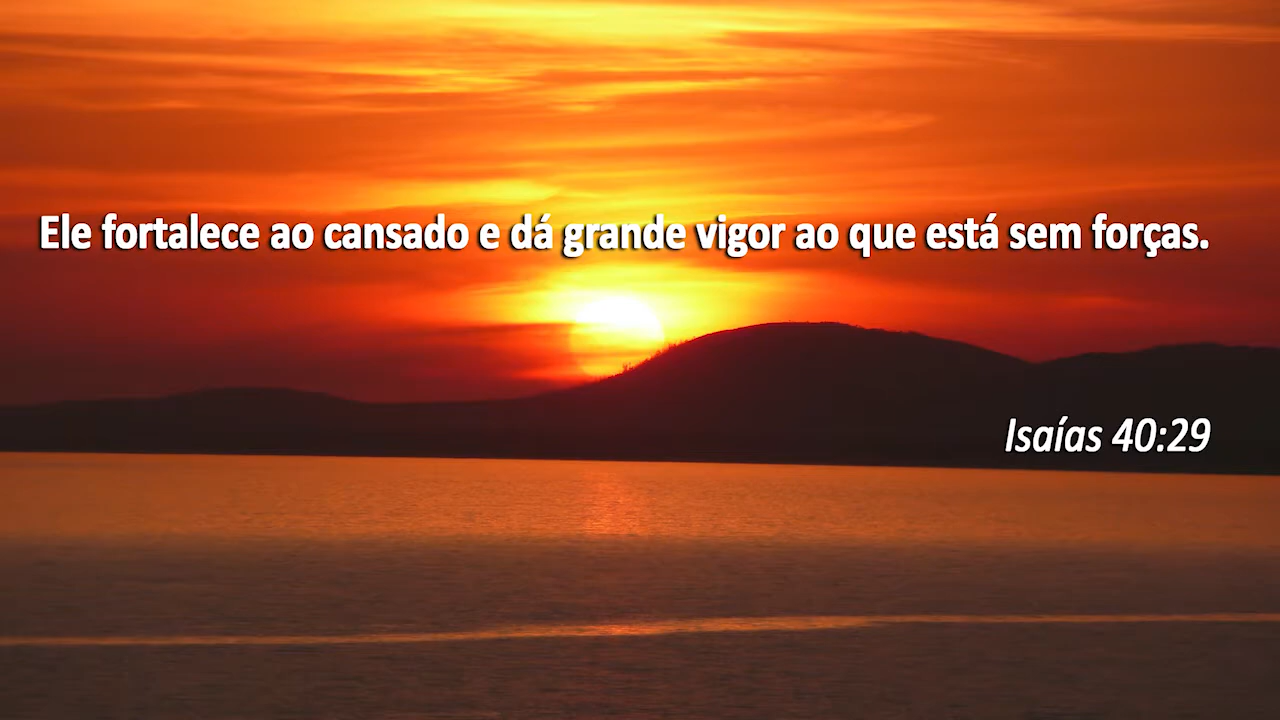 Ele fortalece ao cansado e dá grande vigor ao que está sem forças.
Isaías 40:29